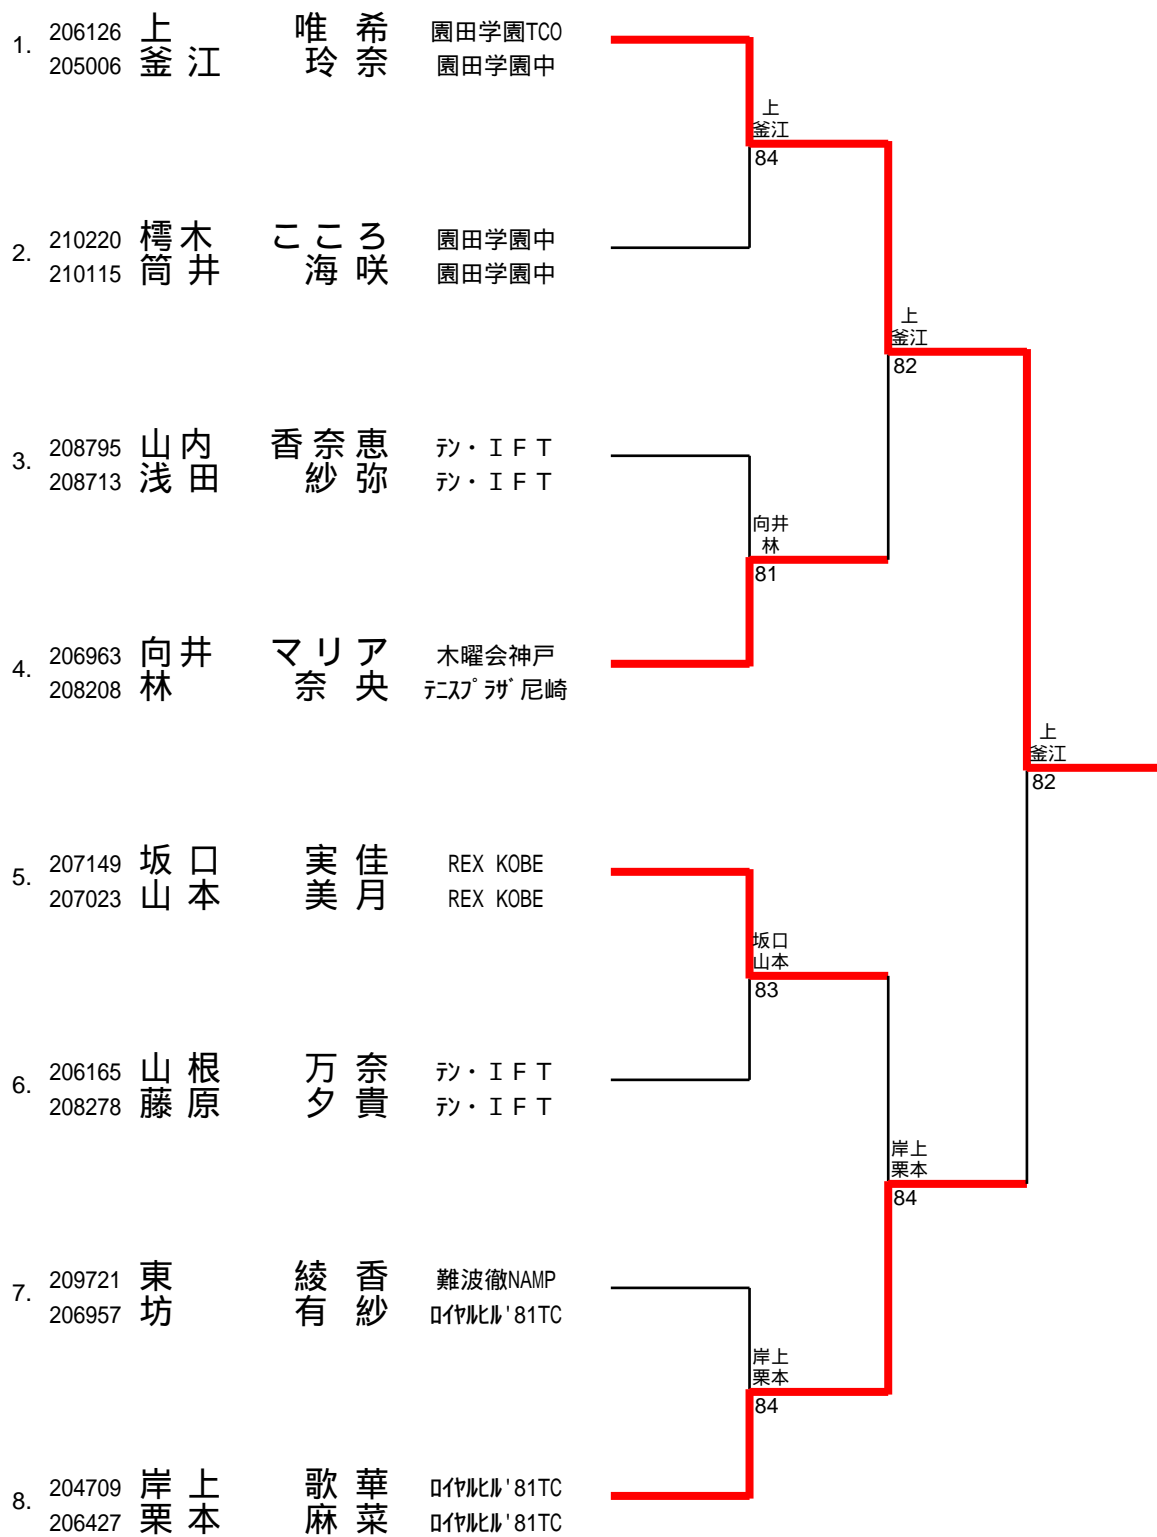 1. 206126 上 唯希 園田学園TCO
205006 釜江 玲奈 園田学園中
上
釜江
84
2. 210220 樗木 こころ 園田学園中
210115 筒井 海咲 園田学園中
上
釜江
82
3. 208795 山内 香奈恵 テン・ＩＦＴ
208713 浅田 紗弥 テン・ＩＦＴ
向井
林
81
4. 206963 向井 マリア 木曜会神戸
208208 林 奈央 ﾃﾆｽﾌﾟﾗｻﾞ尼崎
上
釜江
82
5. 207149 坂口 実佳 REX KOBE
207023 山本 美月 REX KOBE
坂口
山本
83
6. 206165 山根 万奈 テン・ＩＦＴ
208278 藤原 夕貴 テン・ＩＦＴ
岸上
栗本
84
7. 209721 東 綾香 難波徹NAMP
206957 坊 有紗 ﾛｲﾔﾙﾋﾙ'81TC
岸上
栗本
84
8. 204709 岸上 歌華 ﾛｲﾔﾙﾋﾙ'81TC
206427 栗本 麻菜 ﾛｲﾔﾙﾋﾙ'81TC